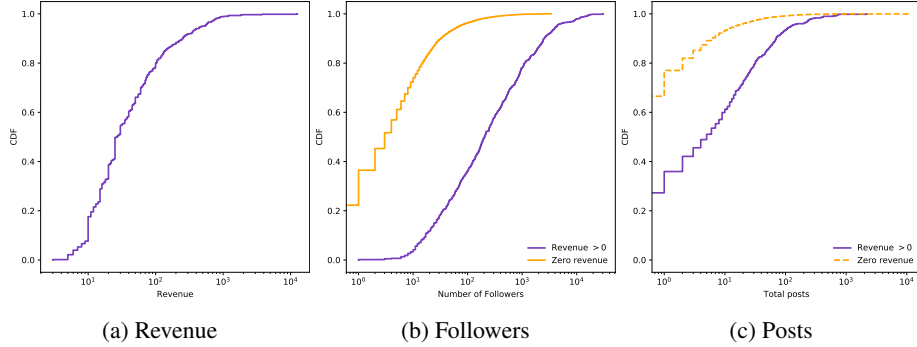 1.0
0.8
0.6
0.4
0.2
0.0
CDF
10¹ 10² 10³ 10⁴
Revenue
(a) Revenue
1.0
0.8
0.6
0.4
0.2
0.0
CDF
Revenue > 0
Zero revenue
10⁰ 10¹ 10² 10³ 10⁴
Number of Followers
(b) Followers
1.0
0.8
0.6
0.4
0.2
0.0
CDF
Revenue > 0
Zero revenue
10⁰ 10¹ 10² 10³ 10⁴
Total posts
(c) Posts